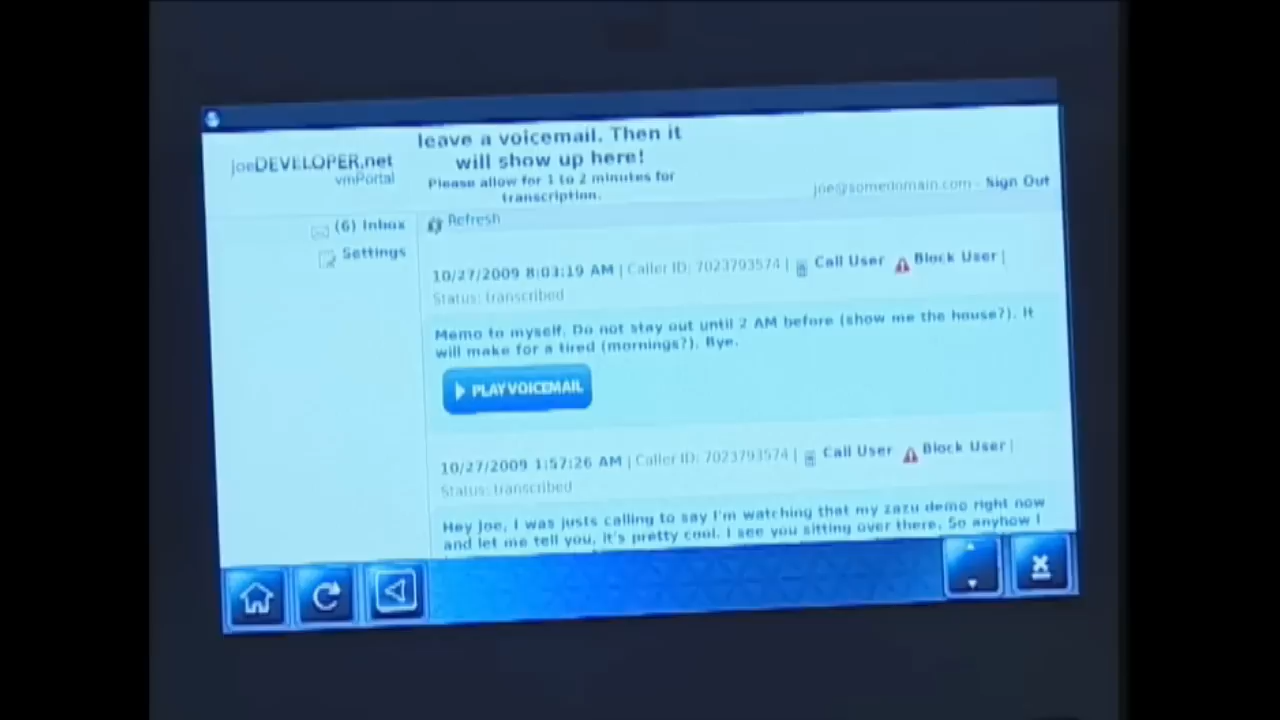 leave a voicemail. Then it
will show up here!
Please allow for 1 to 2 minutes for
transcription.
joeDEVELOPER.net
vmPortal
joe@somedomain.com - Sign Out
(6) Inbox
Settings
Refresh
10/27/2009 8:03:19 AM | Caller ID: 7023793574 | Call User Block User |
Status: transcribed
Memo to myself. Do not stay out until 2 AM before (show me the house?). It
will make for a tired (mornings?). Bye.
PLAY VOICEMAIL
10/27/2009 1:57:26 AM | Caller ID: 7023793574 | Call User Block User |
Status: transcribed
Hey Joe, I was justs calling to say I'm watching that my zazu demo right now
and let me tell you, it's pretty cool. I see you sitting over there. So anyhow I